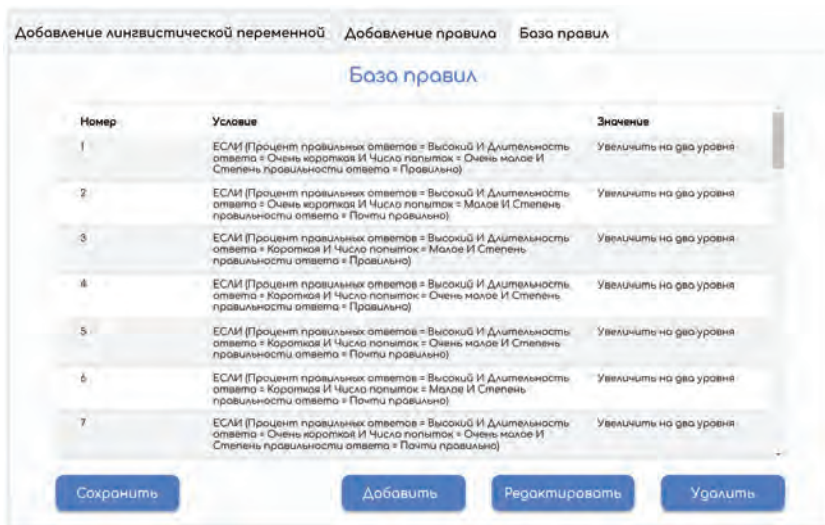 Добавление лингвистической переменной Добавление правила База правил
База правил
Номер Условие Значение
1 ЕСЛИ (Процент правильных ответов = Высокий И Длительность Увеличить на два уровня
ответа = Очень короткая И Число попыток = Очень малое И
Степень правильности ответа = Правильно)
2 ЕСЛИ (Процент правильных ответов = Высокий И Длительность Увеличить на два уровня
ответа = Очень короткая И Число попыток = Малое И Степень
правильности ответа = Почти правильно)
3 ЕСЛИ (Процент правильных ответов = Высокий И Длительность Увеличить на два уровня
ответа = Короткая И Число попыток = Малое И Степень
правильности ответа = Правильно)
4 ЕСЛИ (Процент правильных ответов = Высокий И Длительность Увеличить на два уровня
ответа = Короткая И Число попыток = Очень малое И Степень
правильности ответа = Правильно)
5 ЕСЛИ (Процент правильных ответов = Высокий И Длительность Увеличить на два уровня
ответа = Короткая И Число попыток = Очень малое И Степень
правильности ответа = Почти правильно)
6 ЕСЛИ (Процент правильных ответов = Высокий И Длительность Увеличить на два уровня
ответа = Короткая И Число попыток = Малое И Степень
правильности ответа = Почти правильно)
7 ЕСЛИ (Процент правильных ответов = Высокий И Длительность Увеличить на два уровня
ответа = Очень короткая И Число попыток = Очень малое И
Степень правильности ответа = Почти правильно)
Сохранить Добавить Редактировать Удалить